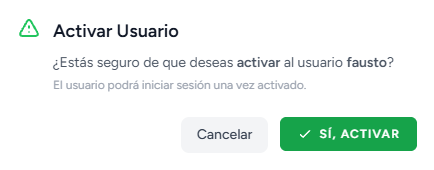 Activar Usuario
¿Estás seguro de que deseas activar al usuario fausto?
El usuario podrá iniciar sesión una vez activado.
Cancelar
SÍ, ACTIVAR